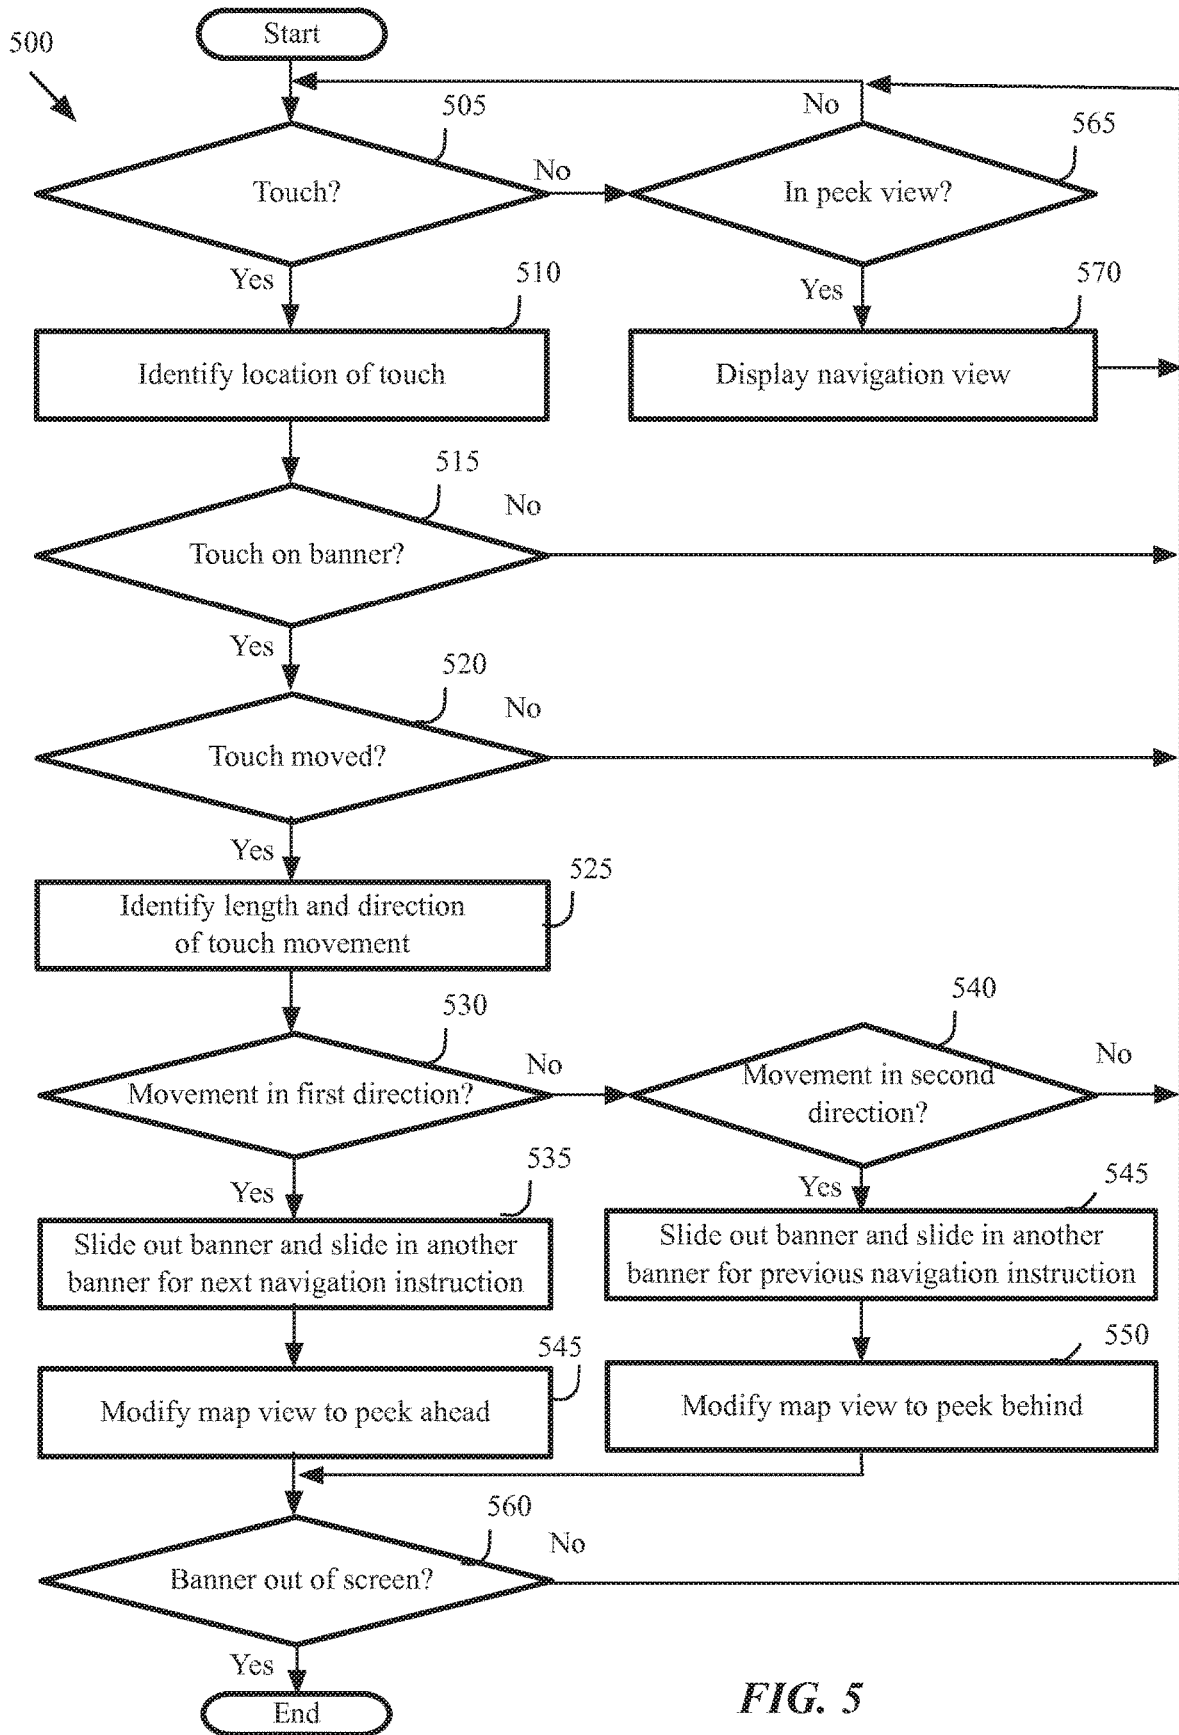 500
Start
505
No
565
Touch?
No
In peek view?
Yes
510
Yes
570
Identify location of touch
Display navigation view
515
No
Touch on banner?
Yes
520
No
Touch moved?
Yes
525
Identify length and direction
of touch movement
530
540
No
No
Movement in first direction?
Movement in second
direction?
Yes
535
Yes
545
Slide out banner and slide in another
banner for next navigation instruction
Slide out banner and slide in another
banner for previous navigation instruction
545
550
Modify map view to peek ahead
Modify map view to peek behind
560
No
Banner out of screen?
Yes
End
FIG. 5